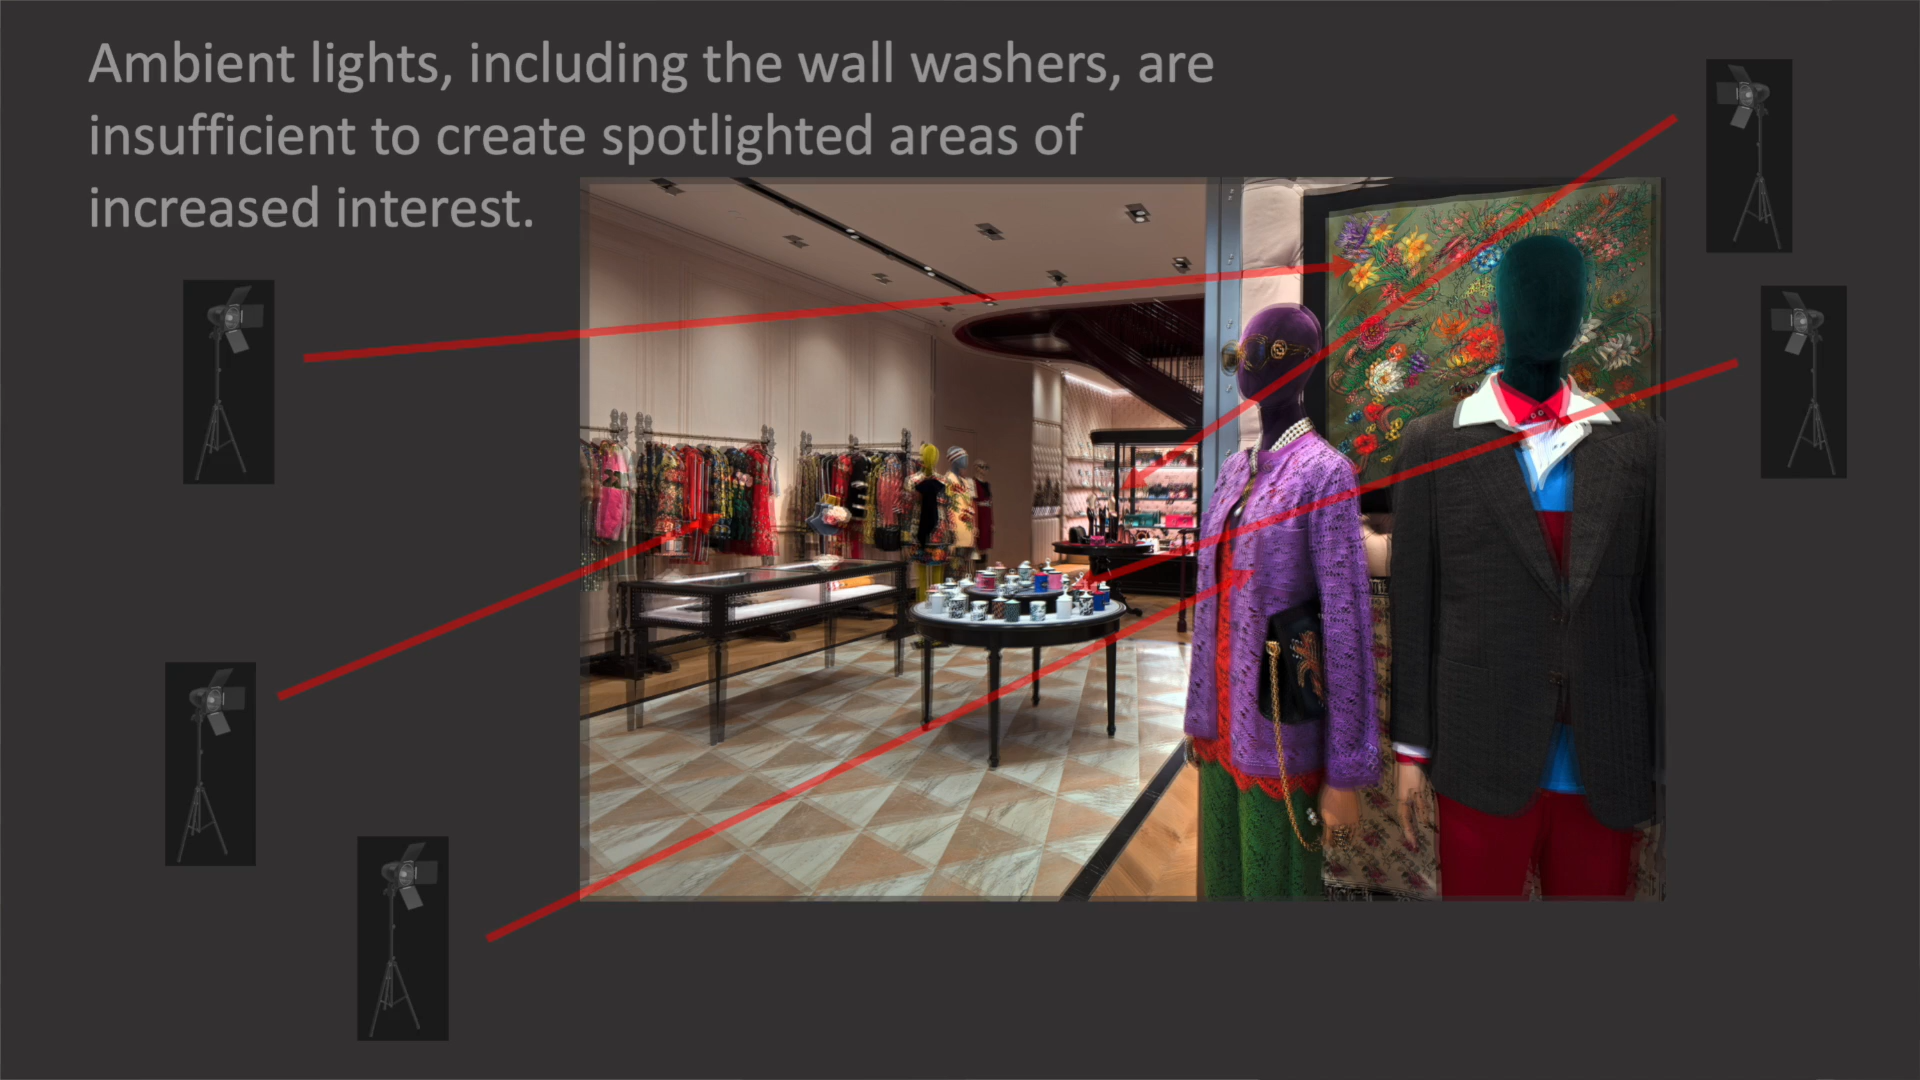 Ambient lights, including the wall washers, are
insufficient to create spotlighted areas of
increased interest.